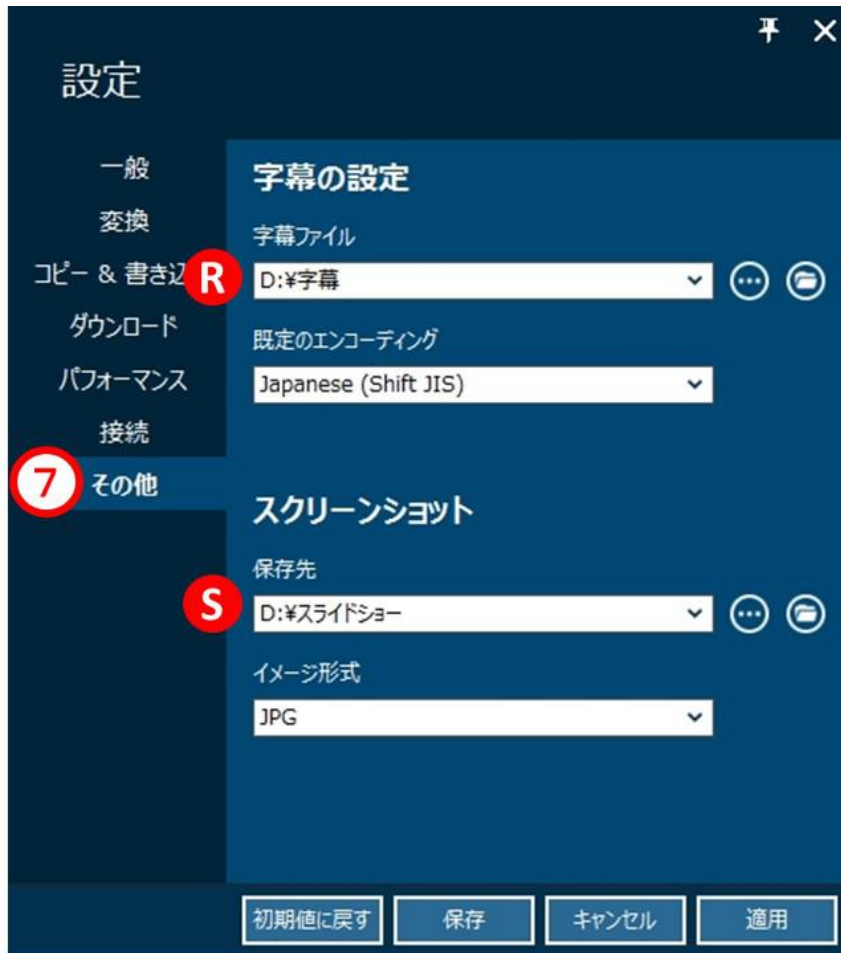 設定
一般
変換
コピー & 書き込
ダウンロード
パフォーマンス
接続
7 その他
字幕の設定
字幕ファイル
R D:¥字幕
既定のエンコーディング
Japanese (Shift JIS)
スクリーンショット
保存先
S D:¥スライドショー
イメージ形式
JPG
初期値に戻す 保存 キャンセル 適用